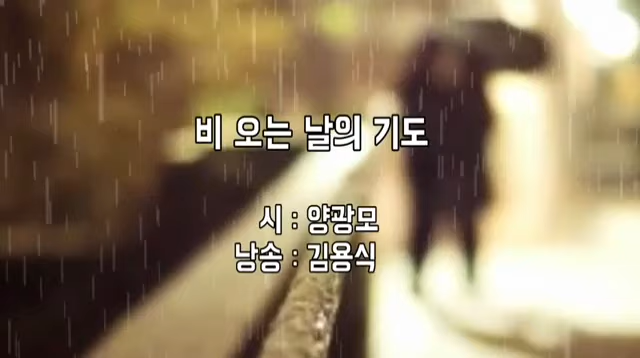 비 오는 날의 기도
시 : 양광모
낭송 : 김용식